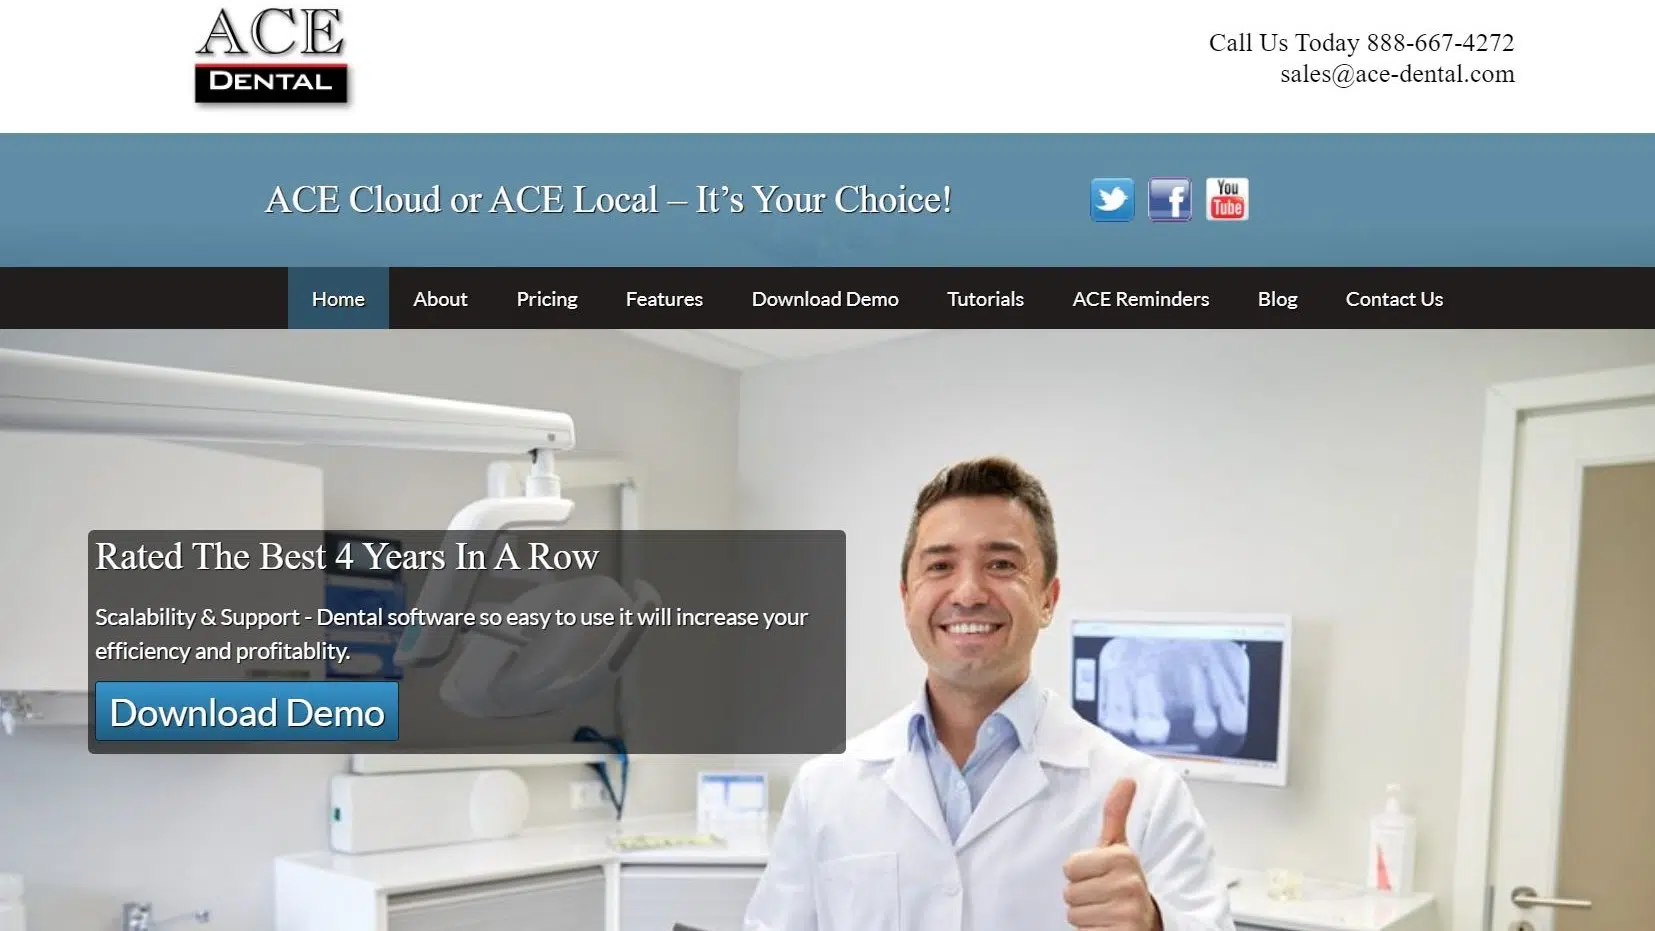 ACE
DENTAL
Call Us Today 888-667-4272
sales@ace-dental.com
ACE Cloud or ACE Local – It’s Your Choice!
You
Tube
Home About Pricing Features Download Demo Tutorials ACE Reminders Blog Contact Us
Rated The Best 4 Years In A Row
Scalability & Support - Dental software so easy to use it will increase your
efficiency and profitablity.
Download Demo